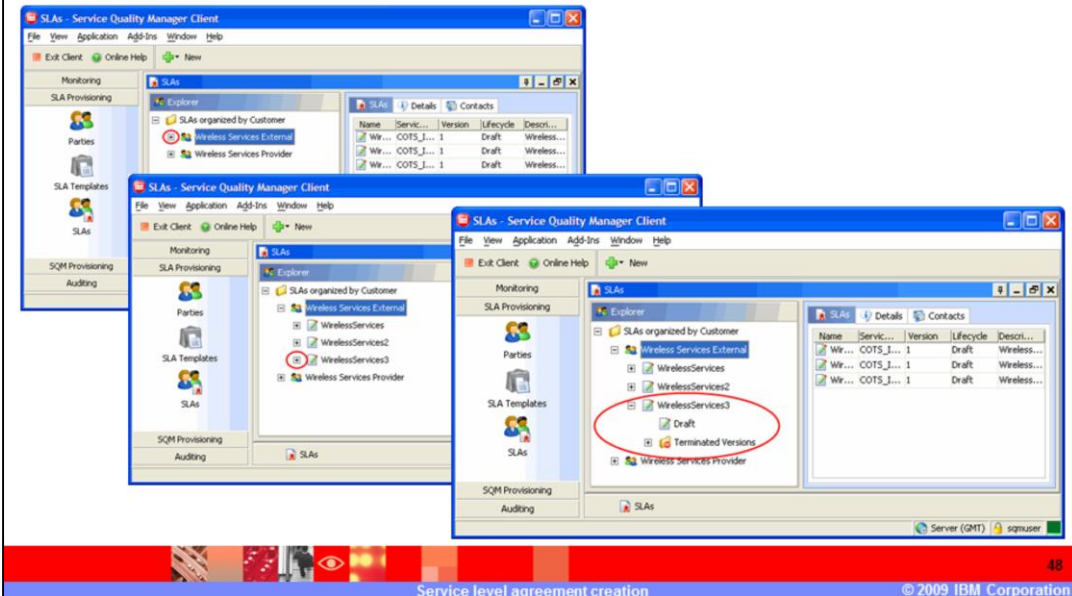 SLAs - Service Quality Manager Client
File View Application Add-Ins Window Help
Exit Client Online Help New
Monitoring
SLA Provisioning
Parties
SLA Templates
SLAs
SQM Provisioning
Auditing
SLAs
Explorer
SLAs organized by Customer
Wireless Services External
Wireless Services Provider
SLAs Details Contacts
Name Servic... Version Lifecycle Descri...
Wir... COTS_I... 1 Draft Wireless...
Wir... COTS_I... 1 Draft Wireless...
Wir... COTS_I... 1 Draft Wireless...
SLAs - Service Quality Manager Client
File View Application Add-Ins Window Help
Exit Client Online Help New
Monitoring
SLA Provisioning
Parties
SLA Templates
SLAs
SQM Provisioning
Auditing
SLAs
Explorer
SLAs organized by Customer
Wireless Services External
WirelessServices
WirelessServices2
WirelessServices3
Wireless Services Provider
SLAs
SLAs - Service Quality Manager Client
File View Application Add-Ins Window Help
Exit Client Online Help New
Monitoring
SLA Provisioning
Parties
SLA Templates
SLAs
SQM Provisioning
Auditing
SLAs
Explorer
SLAs organized by Customer
Wireless Services External
WirelessServices
WirelessServices2
WirelessServices3
Draft
Terminated Versions
Wireless Services Provider
SLAs Details Contacts
Name Servic... Version Lifecycle Descri...
Wir... COTS_I... 1 Draft Wireless...
Wir... COTS_I... 1 Draft Wireless...
Wir... COTS_I... 1 Draft Wireless...
SLAs
Server (GMT) sqmuser
48
Service level agreement creation © 2009 IBM Corporation